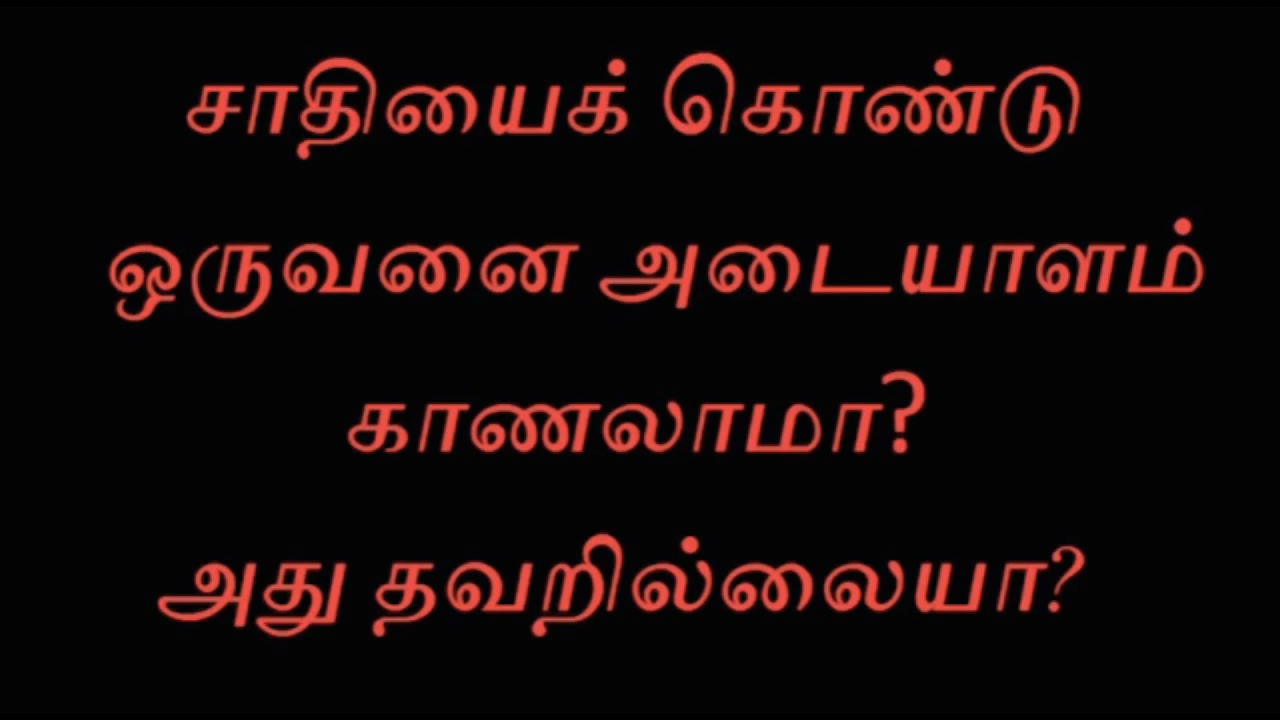 சாதியைக் கொண்டு
ஒருவனை அடையாளம்
காணலாமா?
அது தவறில்லையா?